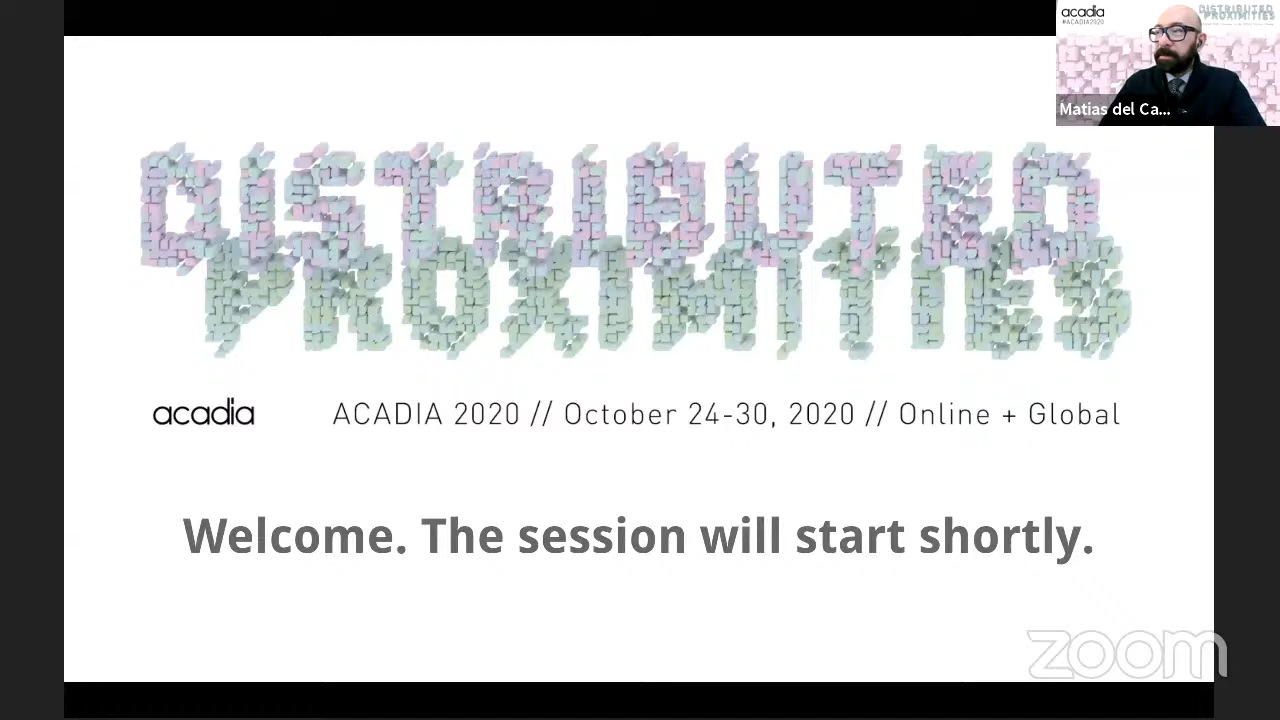 acadia
#ACADIA2020
DISTRIBUTED
PROXIMITIES
Matias del Ca...
DISTRIBUTED
PROXIMITIES
acadia
ACADIA 2020 // October 24-30, 2020 // Online + Global
Welcome. The session will start shortly.
zoom